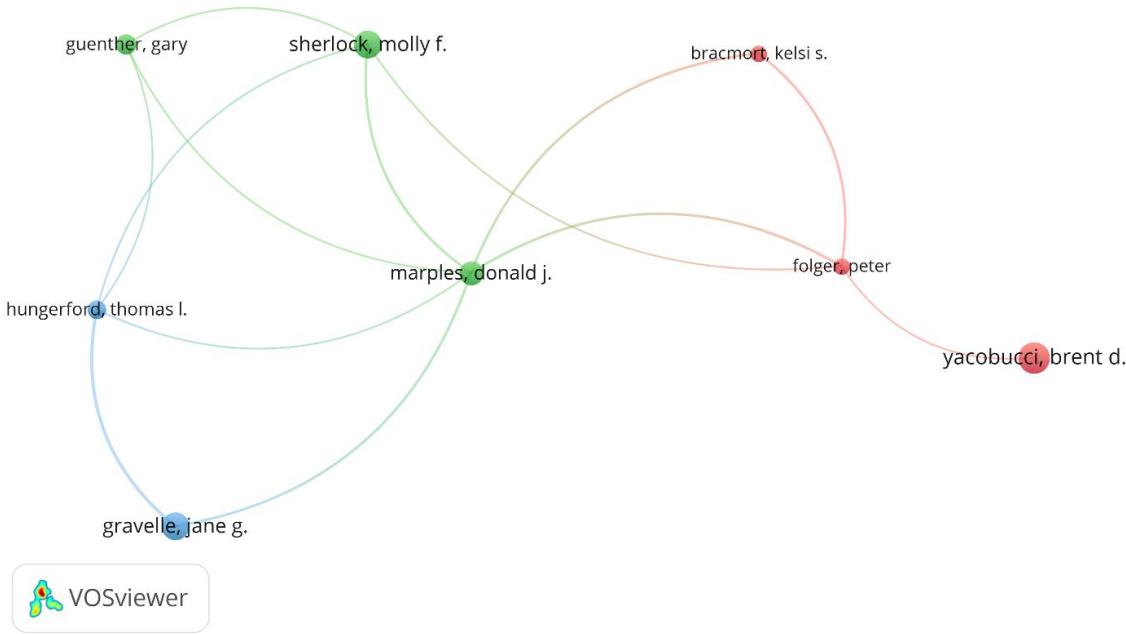 guenther, gary
sherlock, molly f.
bracmort, kelsi s.
marples, donald j.
folger, peter
hungerford, thomas l.
yacobucci, brent d.
gravelle, jane g.
VOSviewer